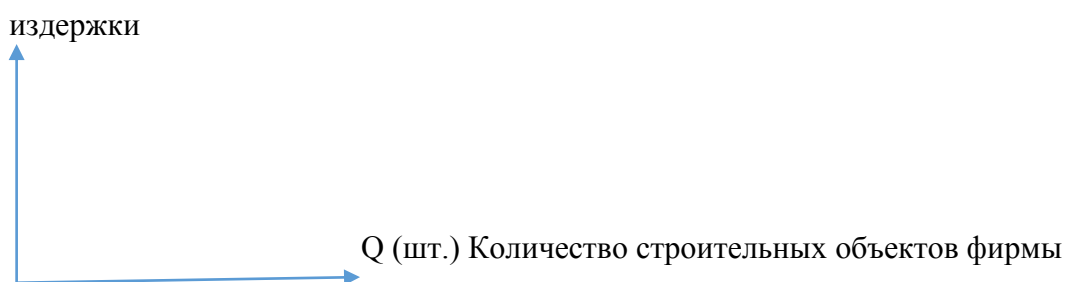 издержки
Q (шт.) Количество строительных объектов фирмы